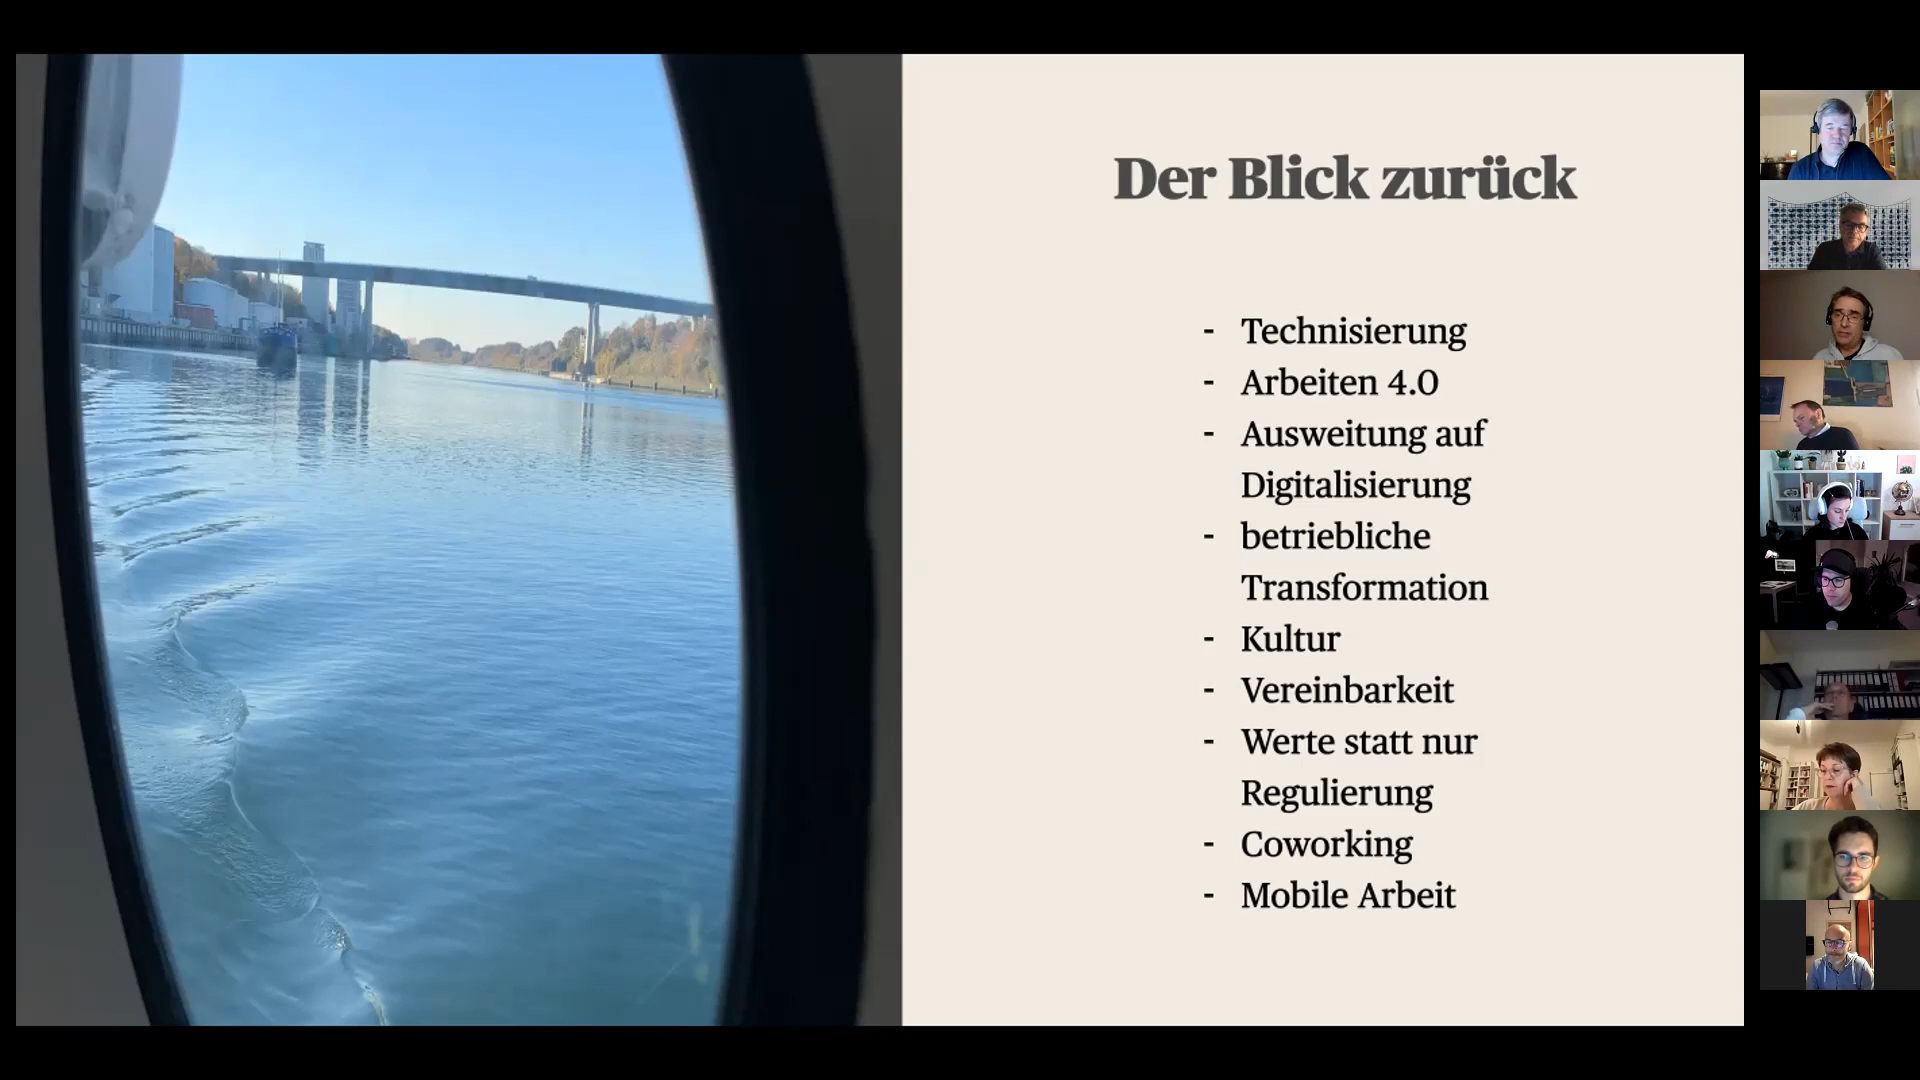 Der Blick zurück
- Technisierung
- Arbeiten 4.0
- Ausweitung auf
Digitalisierung
- betriebliche
Transformation
- Kultur
- Vereinbarkeit
- Werte statt nur
Regulierung
- Coworking
- Mobile Arbeit